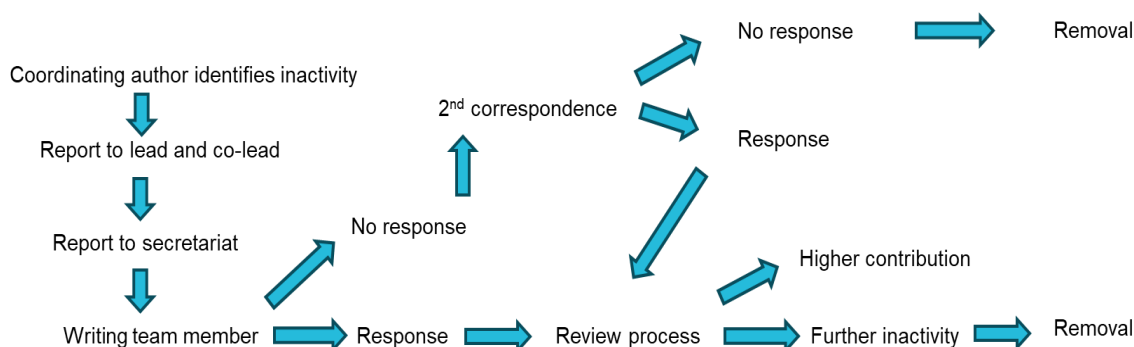 Coordinating author identifies inactivity
Report to lead and co-lead
Report to secretariat
Writing team member
No response
Response
2nd correspondence
No response
Removal
Response
Review process
Higher contribution
Further inactivity
Removal